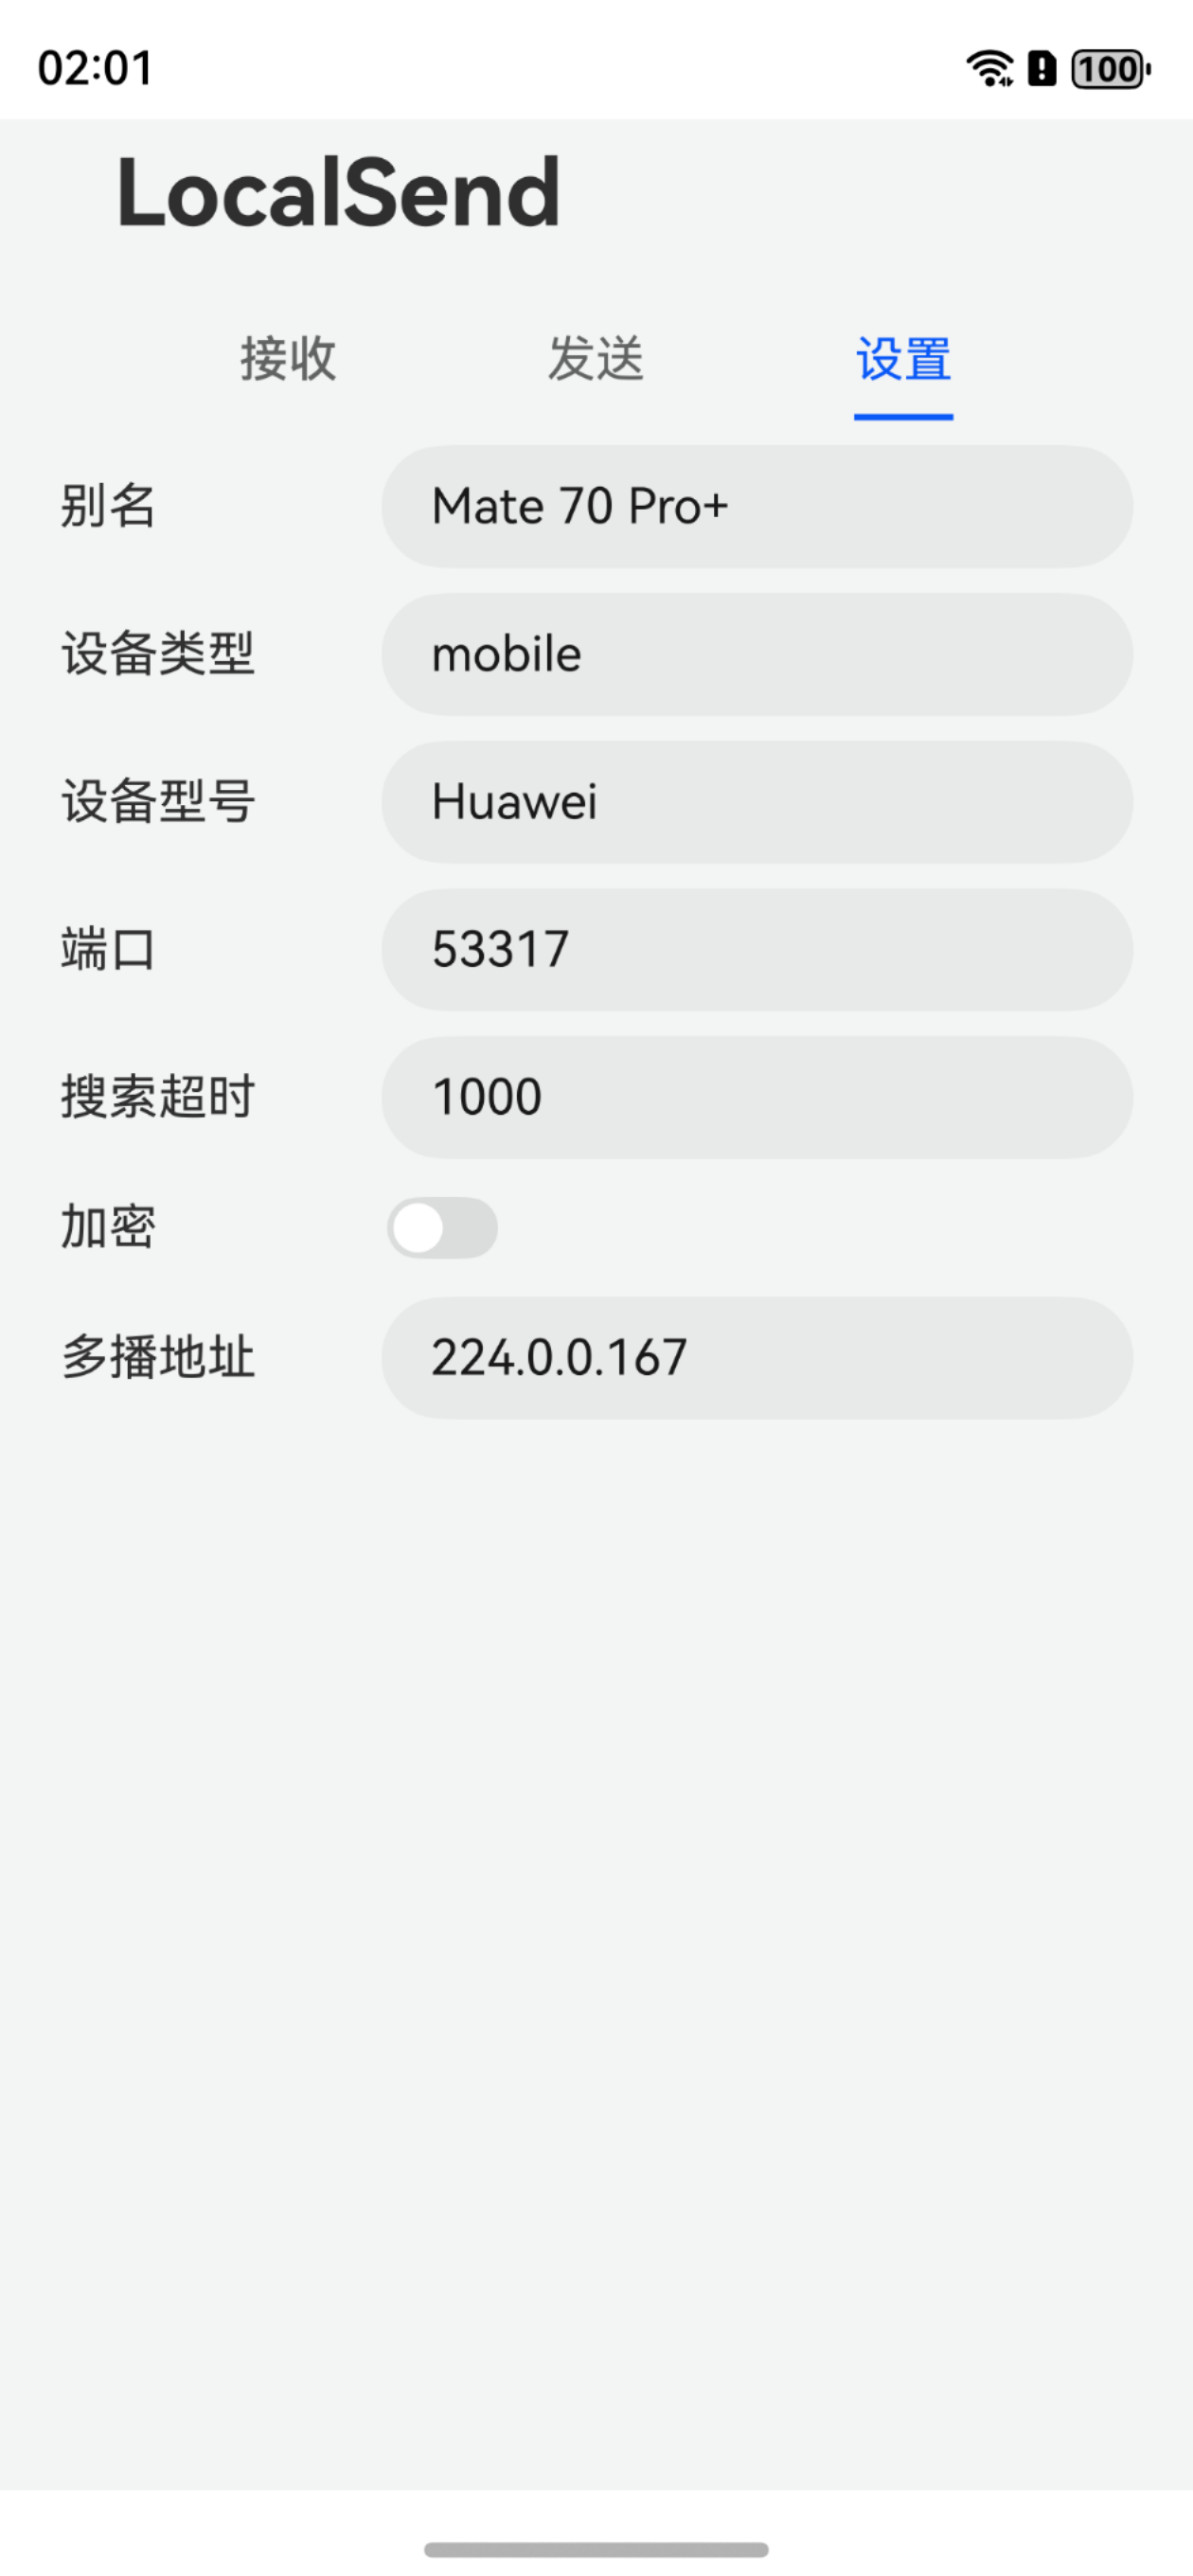 02:01
100
LocalSend
接收 发送 设置
别名 Mate 70 Pro+
设备类型 mobile
设备型号 Huawei
端口 53317
搜索超时 1000
加密
多播地址 224.0.0.167